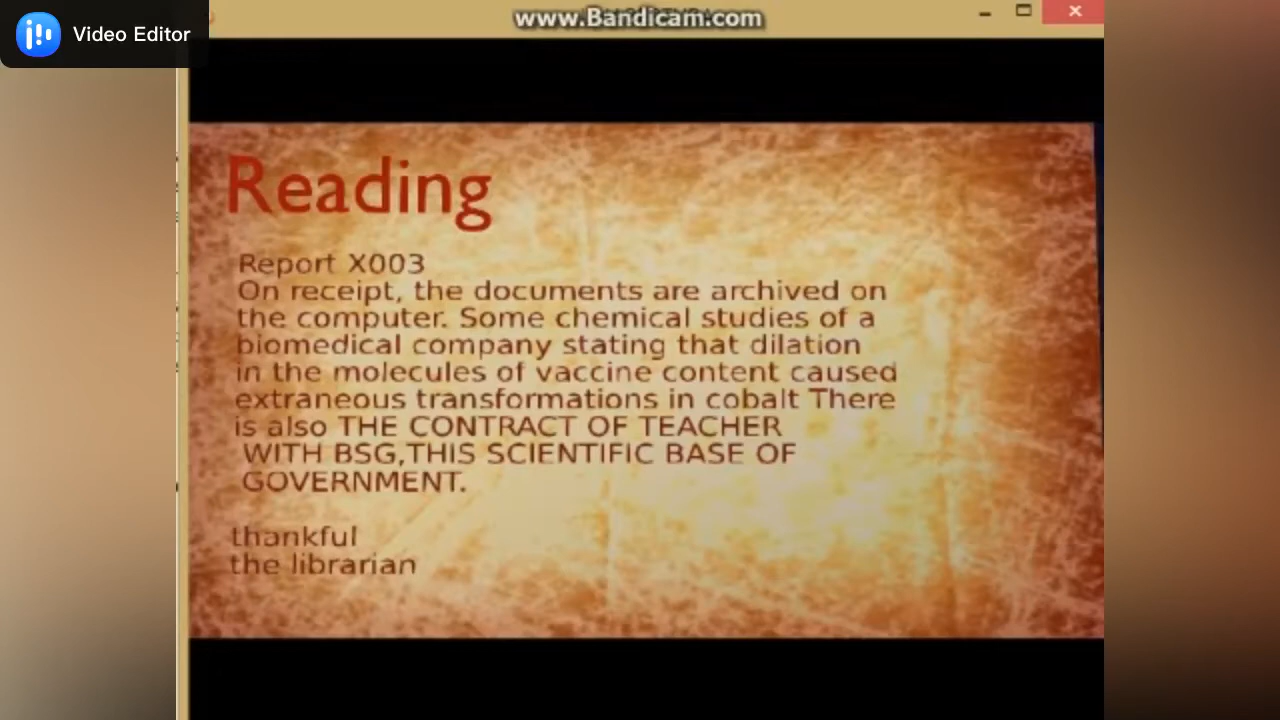 Video Editor
www.Bandicam.com
Reading
Report X003
On receipt, the documents are archived on
the computer. Some chemical studies of a
biomedical company stating that dilation
in the molecules of vaccine content caused
extraneous transformations in cobalt There
is also THE CONTRACT OF TEACHER
WITH BSG,THIS SCIENTIFIC BASE OF
GOVERNMENT.
thankful
the librarian